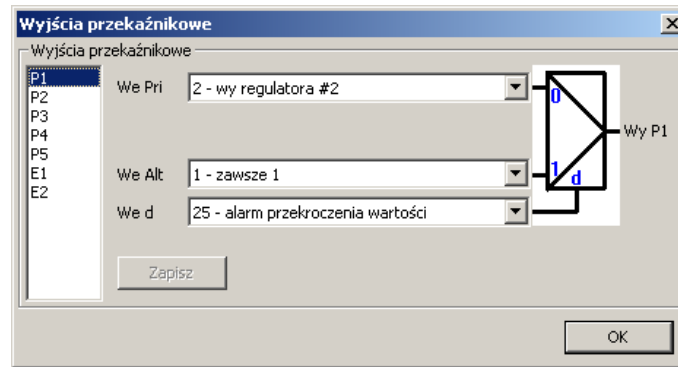 Wyjścia przekaźnikowe
Wyjścia przekaźnikowe
P1
P2
P3
P4
P5
E1
E2
We Pri
2 - wy regulatora #2
0
Wy P1
We Alt
1 - zawsze 1
1
d
We d
25 - alarm przekroczenia wartości
Zapisz
OK